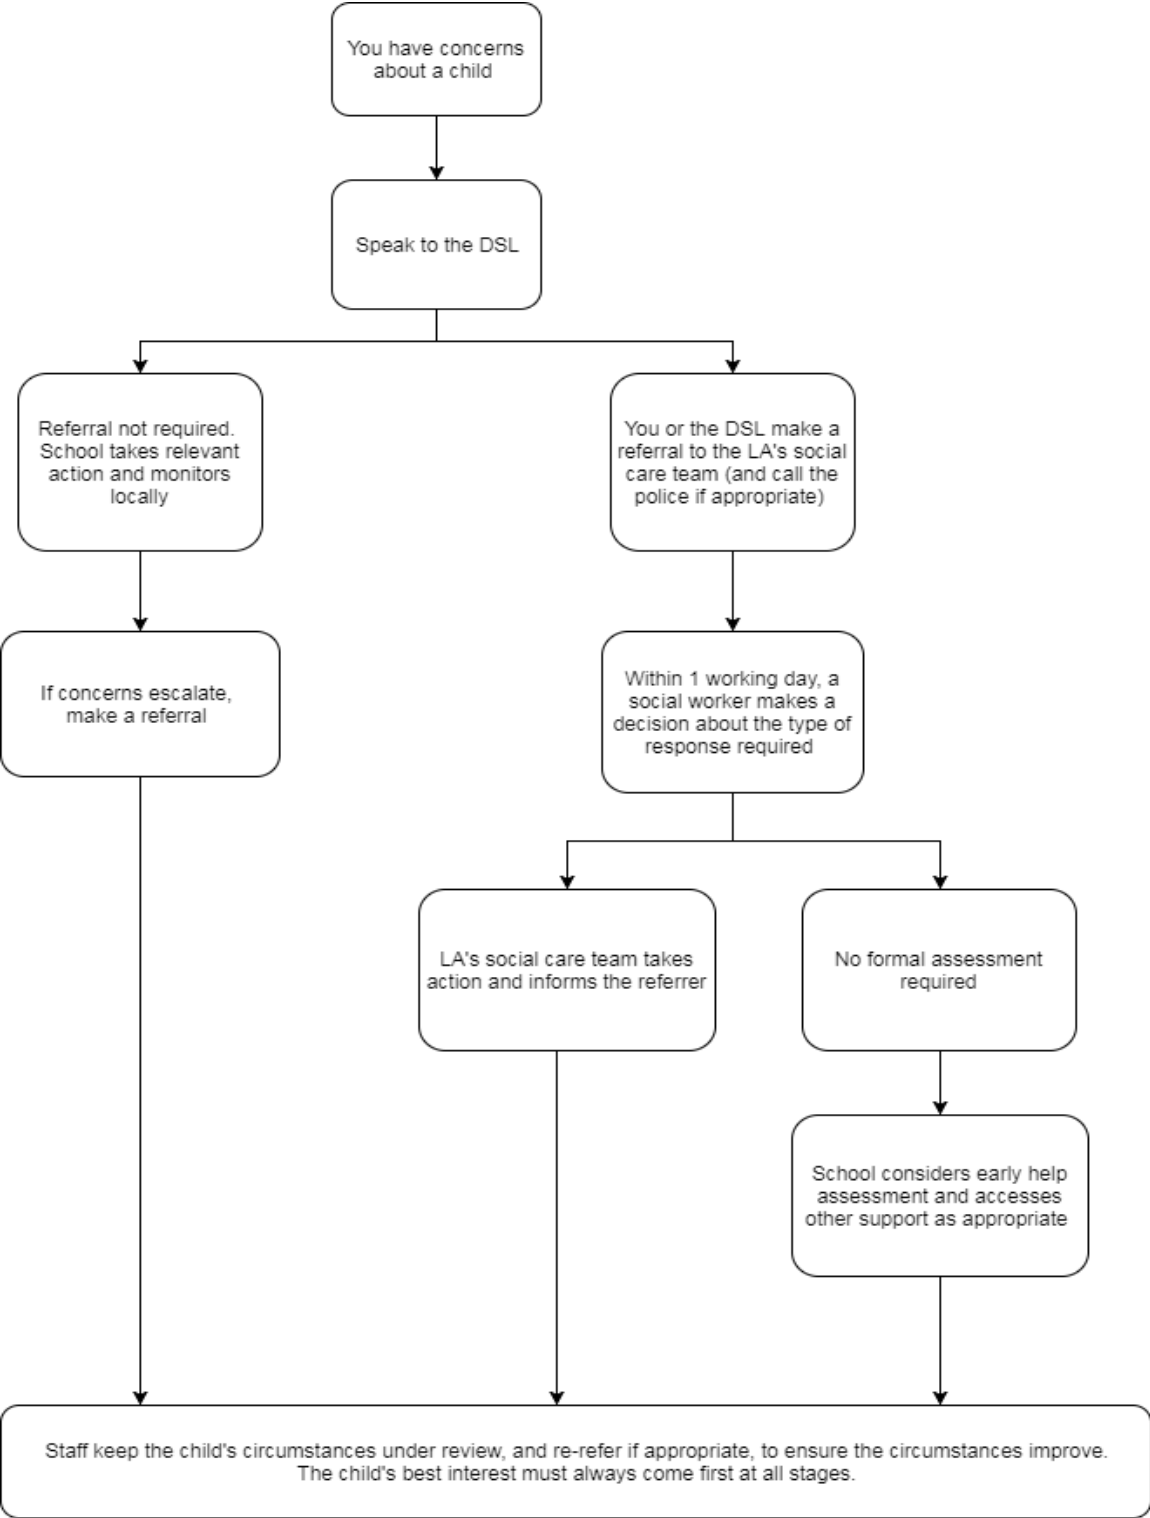 You have concerns
about a child
Speak to the DSL
Referral not required.
School takes relevant
action and monitors
locally
You or the DSL make a
referral to the LA's social
care team (and call the
police if appropriate)
If concerns escalate,
make a referral
Within 1 working day, a
social worker makes a
decision about the type of
response required
LA's social care team takes
action and informs the referrer
No formal assessment
required
School considers early help
assessment and accesses
other support as appropriate
Staff keep the child's circumstances under review, and re-refer if appropriate, to ensure the circumstances improve.
The child's best interest must always come first at all stages.